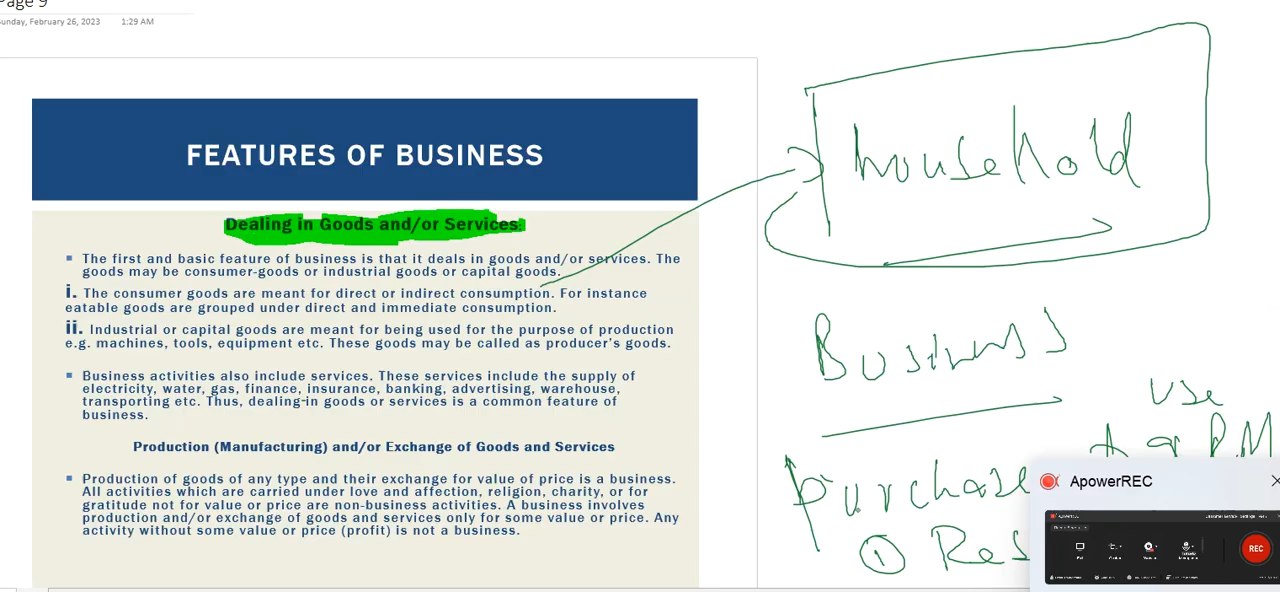 Page 9
Sunday, February 26, 2023 1:29 AM
FEATURES OF BUSINESS
Dealing in Goods and/or Services:
The first and basic feature of business is that it deals in goods and/or services. The
goods may be consumer-goods or industrial goods or capital goods.
i. The consumer goods are meant for direct or indirect consumption. For instance
eatable goods are grouped under direct and immediate consumption.
ii. Industrial or capital goods are meant for being used for the purpose of production
e.g. machines, tools, equipment etc. These goods may be called as producer's goods.
Business activities also include services. These services include the supply of
electricity, water, gas, finance, insurance, banking, advertising, warehouse,
transporting etc. Thus, dealing-in goods or services is a common feature of
business.
Production (Manufacturing) and/or Exchange of Goods and Services
Production of goods of any type and their exchange for value of price is a business.
All activities which are carried under love and affection, religion, charity, or for
gratitude not for value or price are non-business activities. A business involves
production and/or exchange of goods and services only for some value or price. Any
activity without some value or price (profit) is not a business.
household
Business
use
purchase
① Res
ApowerREC
REC